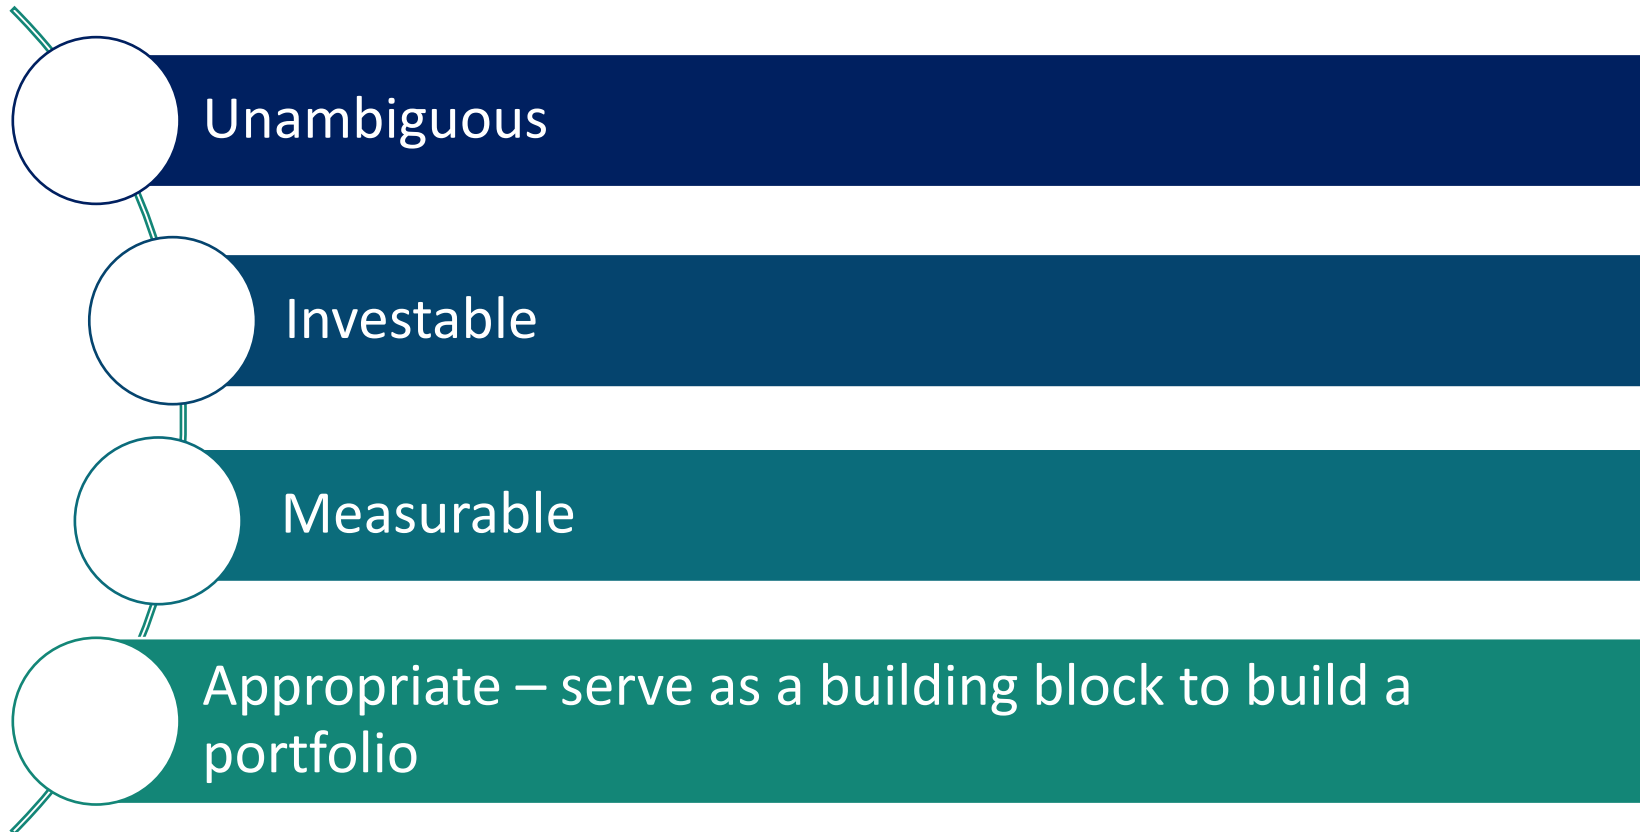 Unambiguous
Investable
Measurable
Appropriate – serve as a building block to build a
portfolio